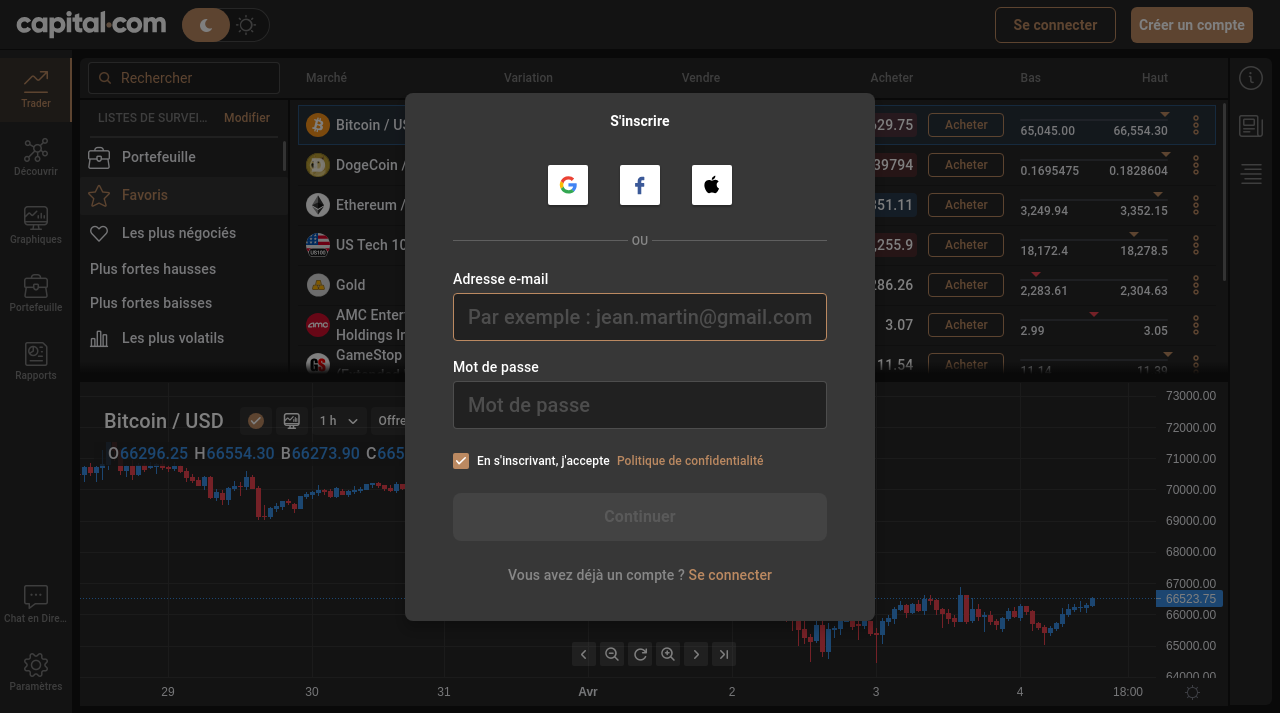 capital.com
Se connecter
Créer un compte
Trader
Découvrir
Graphiques
Portefeuille
Rapports
Chat en Dire...
Paramètres
Rechercher
LISTES DE SURVEI... Modifier
Portefeuille
Favoris
Les plus négociés
Plus fortes hausses
Plus fortes baisses
Les plus volatils
Marché Variation Vendre Acheter Bas Haut
Bitcoin / US 629.75 Acheter 65,045.00 66,554.30
DogeCoin / 39794 Acheter 0.1695475 0.1828604
Ethereum / 351.11 Acheter 3,249.94 3,352.15
US Tech 10 ,255.9 Acheter 18,172.4 18,278.5
Gold 286.26 Acheter 2,283.61 2,304.63
AMC Enter
Holdings In 3.07 Acheter 2.99 3.05
GameStop 11.54 Acheter 11.14 11.39
S'inscrire
OU
Adresse e-mail
Par exemple : jean.martin@gmail.com
Mot de passe
Mot de passe
En s'inscrivant, j'accepte Politique de confidentialité
Continuer
Vous avez déjà un compte ? Se connecter
Bitcoin / USD 1 h Offre
O66296.25 H66554.30 B66273.90 C665
73000.00
72000.00
71000.00
70000.00
69000.00
68000.00
67000.00
66523.75
66000.00
65000.00
64000.00
29 30 31 Avr 2 3 4 18:00